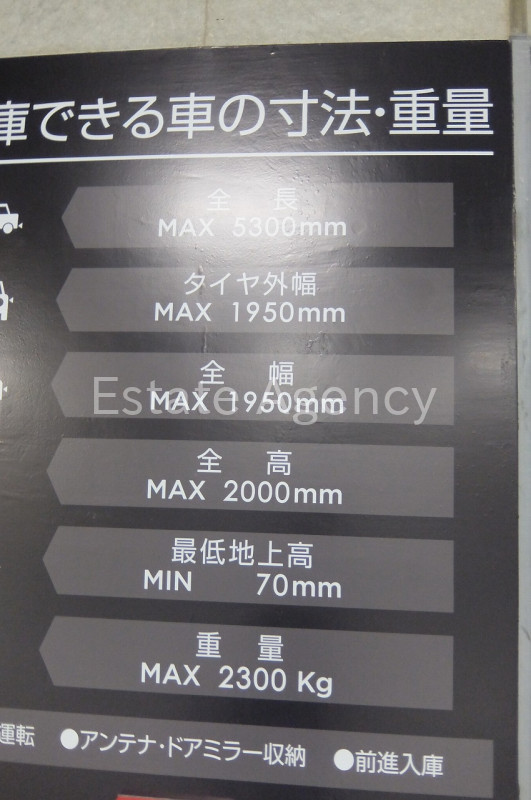 庫できる車の寸法・重量
全 長
MAX 5300mm
タイヤ外幅
MAX 1950mm
全 幅
MAX 1950mm
Estate Agency
全 高
MAX 2000mm
最低地上高
MIN 70mm
重 量
MAX 2300 Kg
運転 ●アンテナ・ドアミラー収納 ●前進入庫